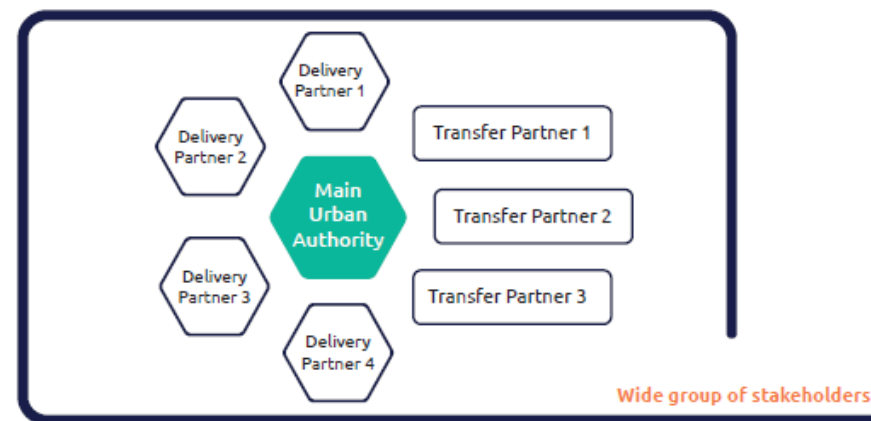 Delivery
Partner 1
Delivery
Partner 2
Transfer Partner 1
Main
Urban
Authority
Transfer Partner 2
Delivery
Partner 3
Transfer Partner 3
Delivery
Partner 4
Wide group of stakeholders